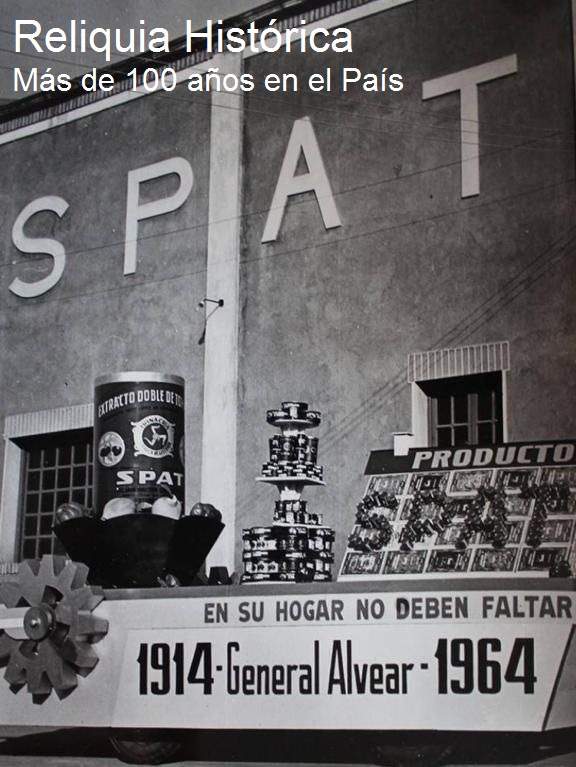 Reliquia Histórica
Más de 100 años en el País
SPAT
EXTRACTO DOBLE DE
SPAT
PRODUCTO
SPAT
EN SU HOGAR NO DEBEN FALTAR
1914-General Alvear-1964